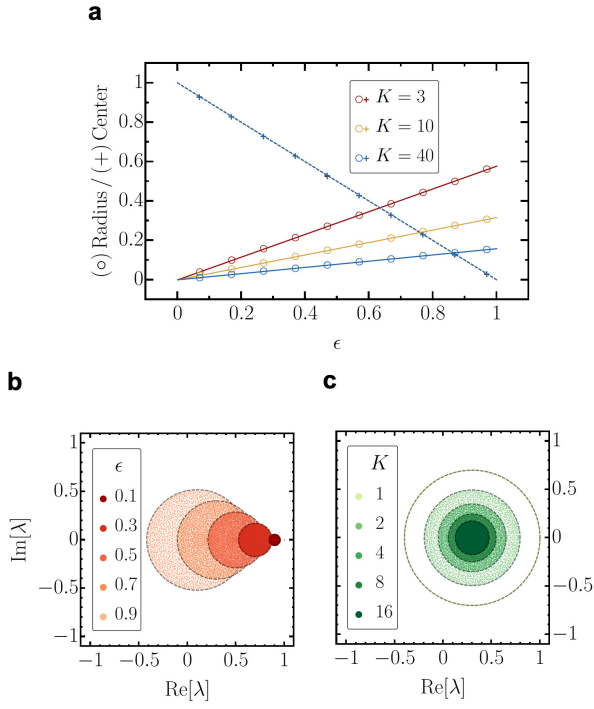 a
(○) Radius / (+) Center
1
0.8
0.6
0.4
0.2
0
K = 3
K = 10
K = 40
0 0.2 0.4 0.6 0.8 1
ϵ
b
Im[λ]
1
0.5
0
−0.5
−1
ϵ
0.1
0.3
0.5
0.7
0.9
−1 −0.5 0 0.5 1
Re[λ]
c
K
1
2
4
8
16
1
0.5
0
−0.5
−1
−1 −0.5 0 0.5 1
Re[λ]